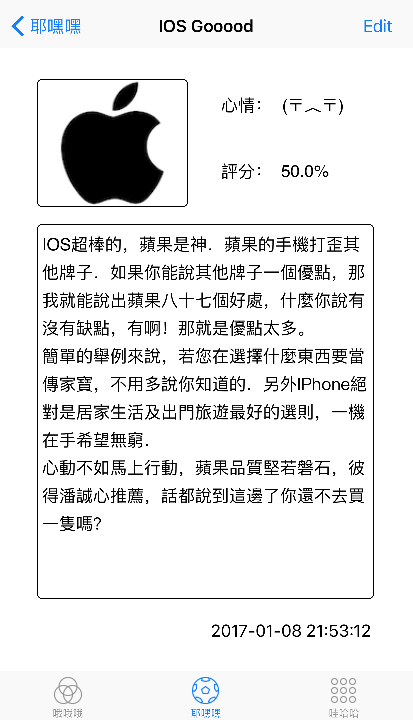 耶嘿嘿
IOS Gooood
Edit
心情： (〒︿〒)
評分： 50.0%
IOS超棒的，蘋果是神．蘋果的手機打歪其
他牌子．如果你能說其他牌子一個優點，那
我就能說出蘋果八十七個好處，什麼你說有
沒有缺點，有啊！那就是優點太多。
簡單的舉例來說，若您在選擇什麼東西要當
傳家寶，不用多說你知道的．另外IPhone絕
對是居家生活及出門旅遊最好的選則，一機
在手希望無窮．
心動不如馬上行動，蘋果品質堅若磐石，彼
得潘誠心推薦，話都說到這邊了你還不去買
一隻嗎？
2017-01-08 21:53:12
哦哦哦
耶嘿嘿
哇哈哈